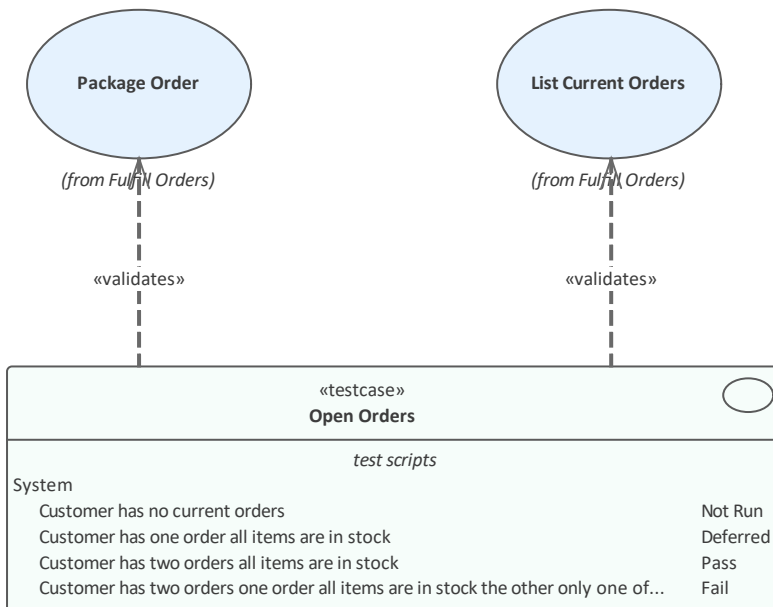 Package Order
List Current Orders
(from Fulfill Orders)
(from Fulfill Orders)
«validates»
«validates»
«testcase»
Open Orders
test scripts
System
Customer has no current orders Not Run
Customer has one order all items are in stock Deferred
Customer has two orders all items are in stock Pass
Customer has two orders one order all items are in stock the other only one of... Fail